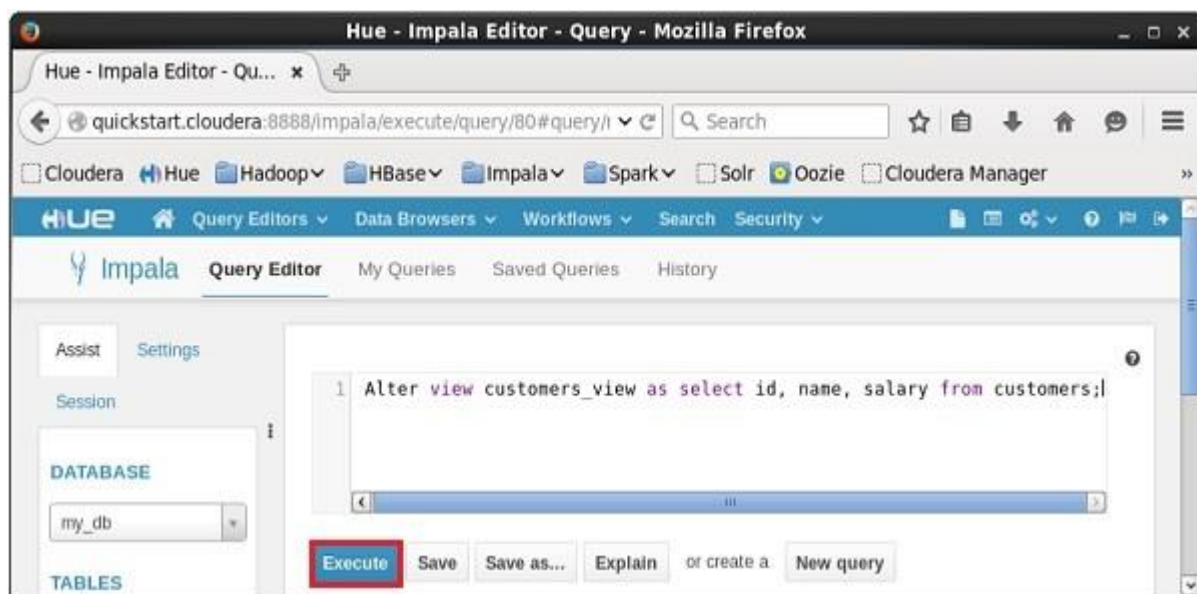 Hue - Impala Editor - Query - Mozilla Firefox
Hue - Impala Editor - Qu...
quickstart.cloudera:8888/impala/execute/query/80#query/ Search
Cloudera Hue Hadoop HBase Impala Spark Solr Oozie Cloudera Manager »
HUE Query Editors Data Browsers Workflows Search Security
Impala Query Editor My Queries Saved Queries History
Assist Settings
Session
1 Alter view customers_view as select id, name, salary from customers;
DATABASE
my_db
Execute Save Save as... Explain or create a New query
TABLES